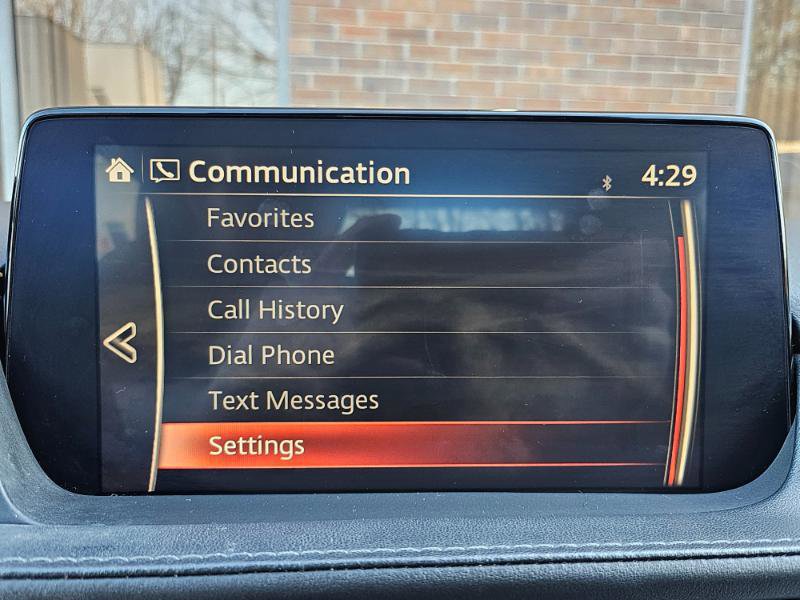 Communication
4:29
Favorites
Contacts
Call History
Dial Phone
Text Messages
Settings